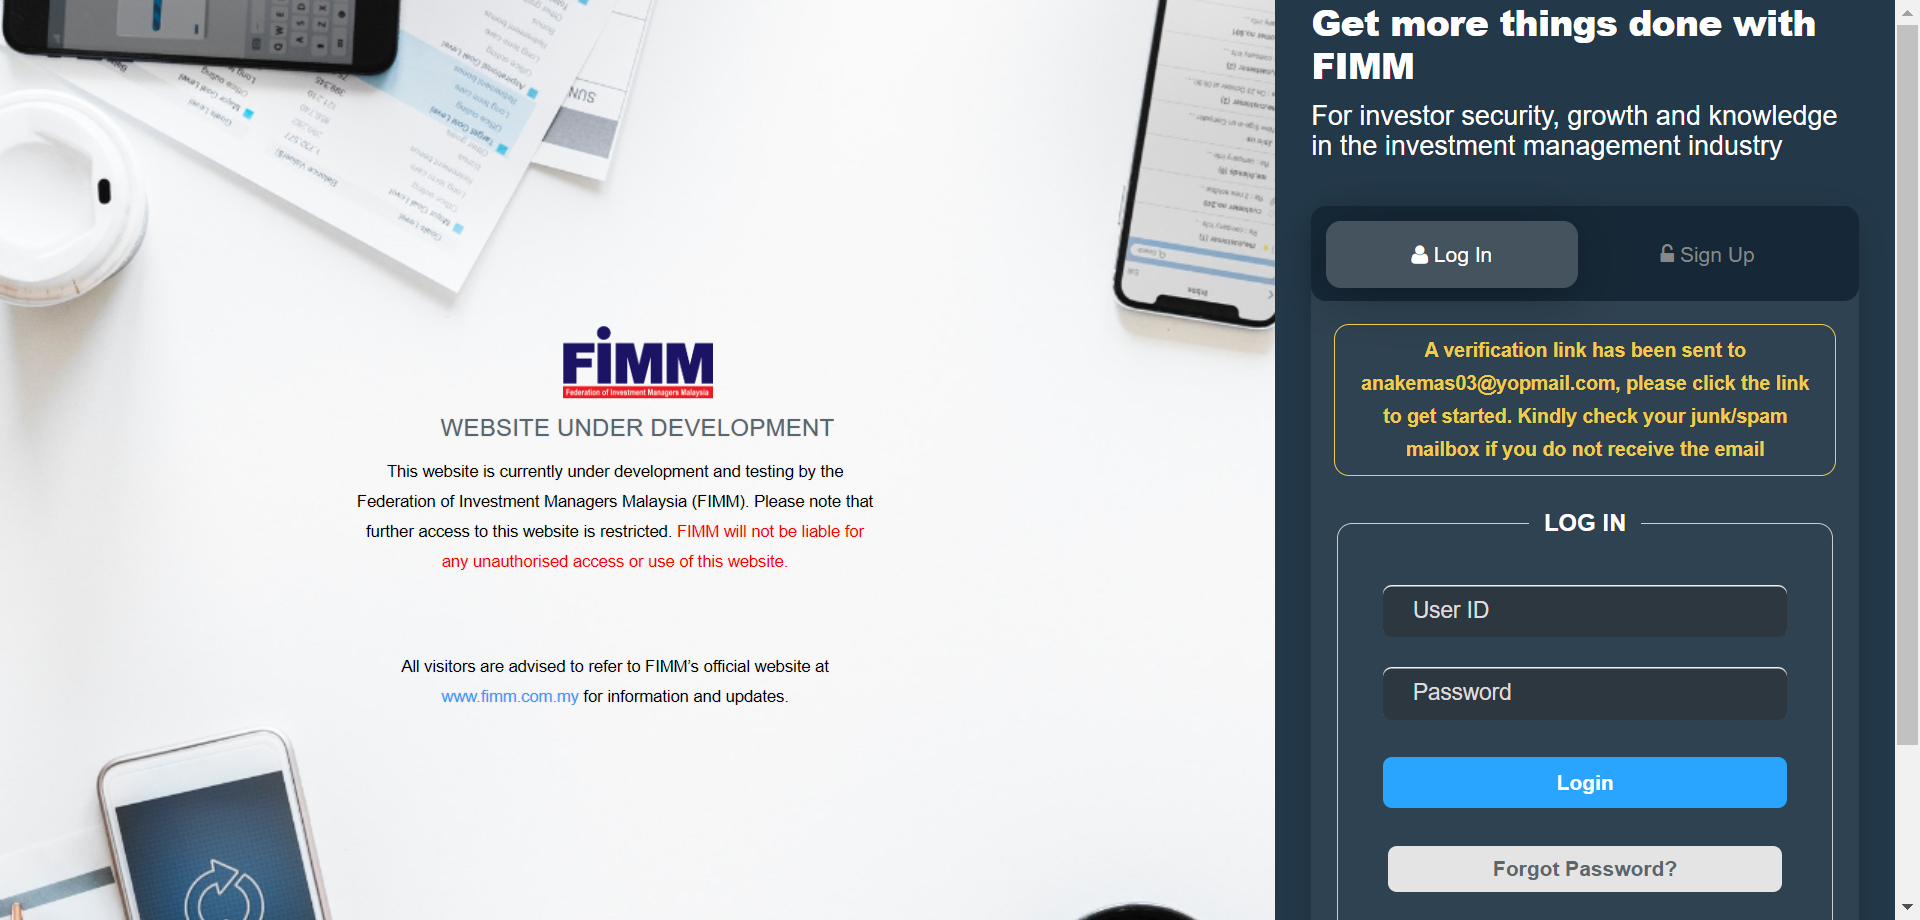 FiMM
Federation of Investment Managers Malaysia
WEBSITE UNDER DEVELOPMENT
This website is currently under development and testing by the
Federation of Investment Managers Malaysia (FIMM). Please note that
further access to this website is restricted. FIMM will not be liable for
any unauthorised access or use of this website.
All visitors are advised to refer to FIMM’s official website at
www.fimm.com.my for information and updates.
Get more things done with
FIMM
For investor security, growth and knowledge
in the investment management industry
Log In
Sign Up
A verification link has been sent to
anakemas03@yopmail.com, please click the link
to get started. Kindly check your junk/spam
mailbox if you do not receive the email
LOG IN
User ID
Password
Login
Forgot Password?